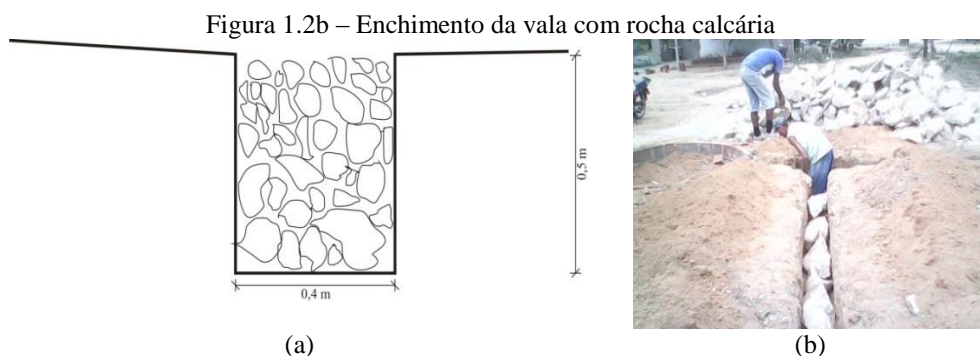 Figura 1.2b – Enchimento da vala com rocha calcária
0,5 m
0,4 m
(a)
(b)